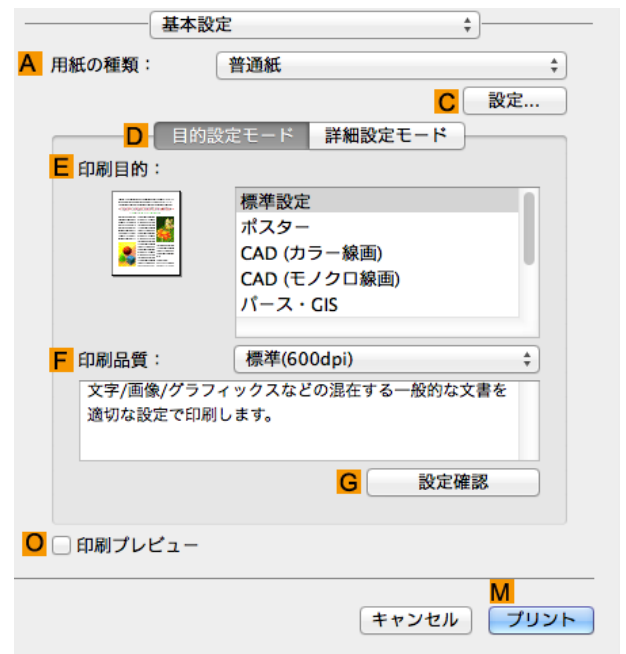 基本設定
A 用紙の種類： 普通紙
C 設定...
D 目的設定モード 詳細設定モード
E 印刷目的：
標準設定
ポスター
CAD (カラー線画)
CAD (モノクロ線画)
パース・GIS
F 印刷品質： 標準(600dpi)
文字/画像/グラフィックスなどの混在する一般的な文書を
適切な設定で印刷します。
G 設定確認
O 印刷プレビュー
M
キャンセル プリント